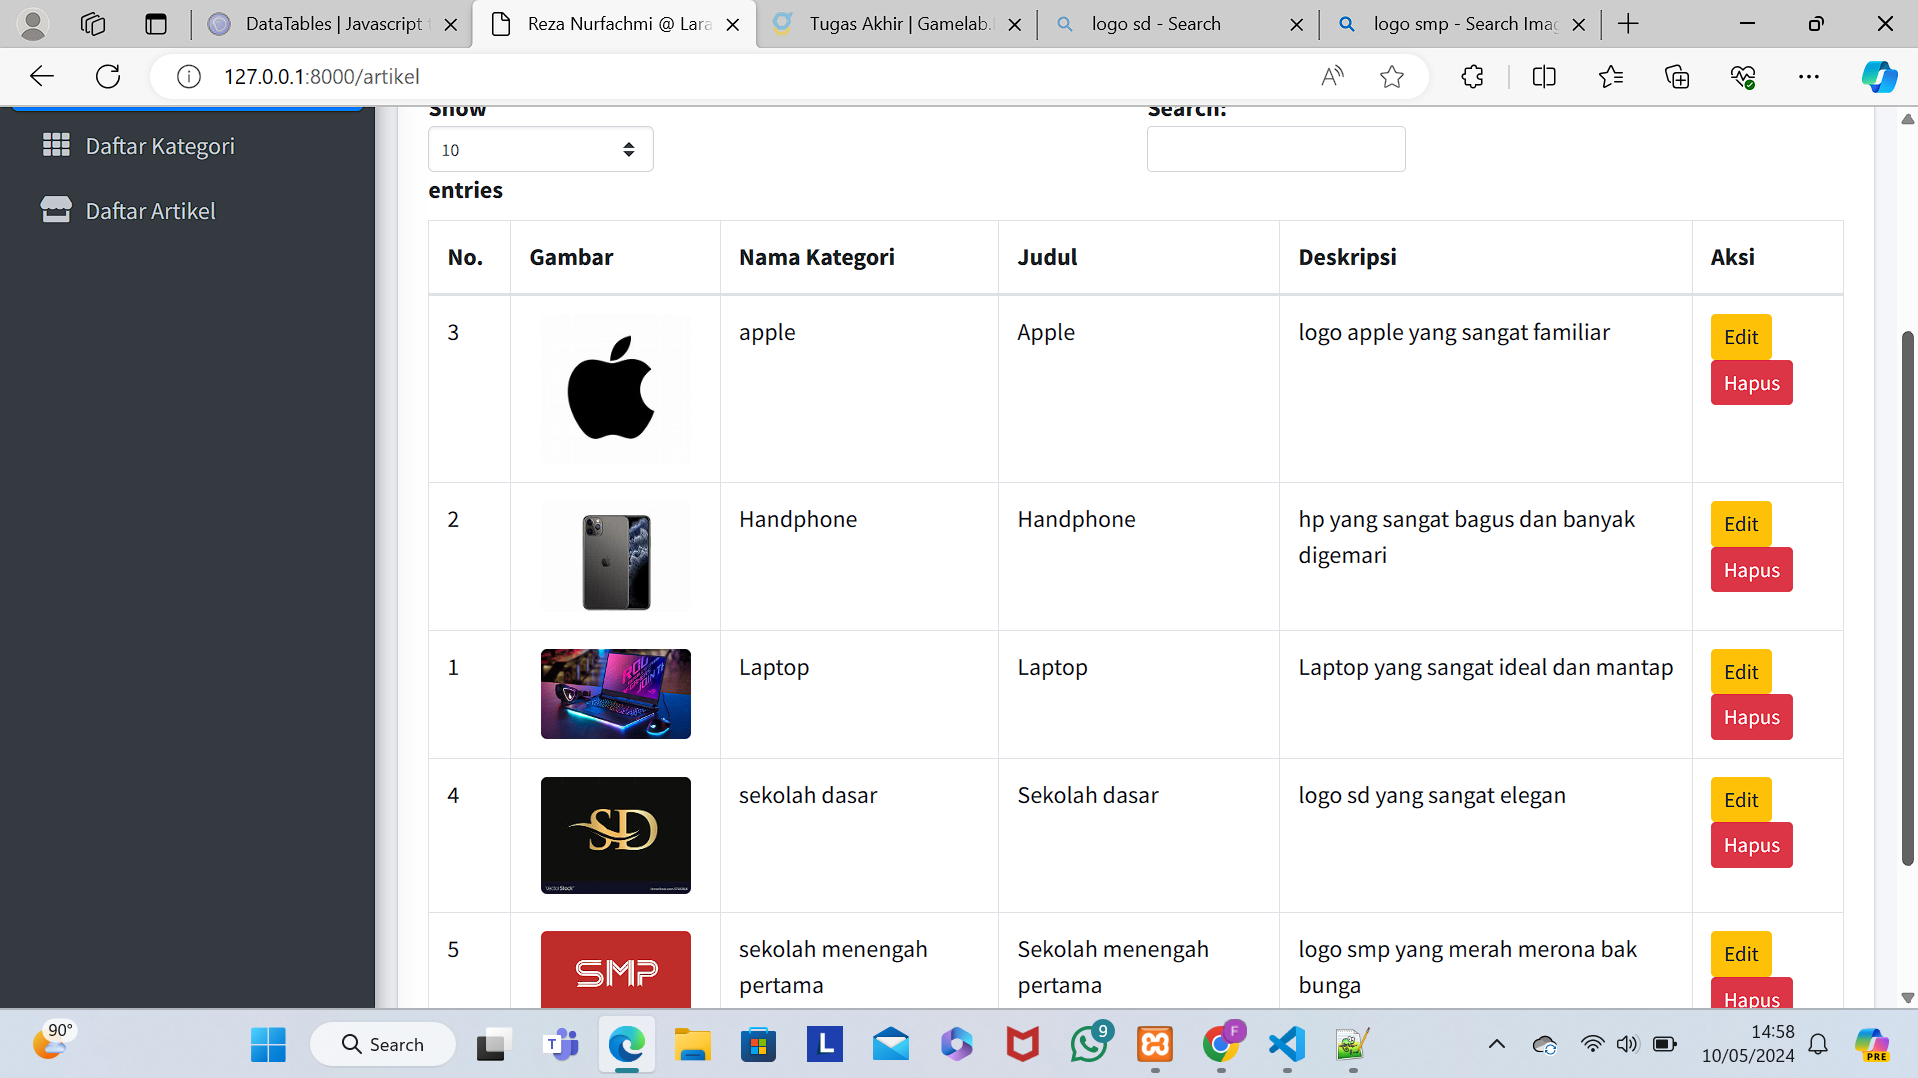 DataTables | Javascript t
Reza Nurfachmi @ Lara
Tugas Akhir | Gamelab.
logo sd - Search
logo smp - Search Imag
127.0.0.1:8000/artikel
Show
Search:
Daftar Kategori
10
entries
Daftar Artikel
No. Gambar Nama Kategori Judul Deskripsi Aksi
3 apple Apple logo apple yang sangat familiar Edit
Hapus
2 Handphone Handphone hp yang sangat bagus dan banyak Edit
digemari Hapus
1 Laptop Laptop Laptop yang sangat ideal dan mantap Edit
Hapus
4 sekolah dasar Sekolah dasar logo sd yang sangat elegan Edit
SD Hapus
VectorStock
5 sekolah menengah Sekolah menengah logo smp yang merah merona bak Edit
SMP pertama pertama bunga Hapus
90°
Search
9
F
14:58
10/05/2024
PRE